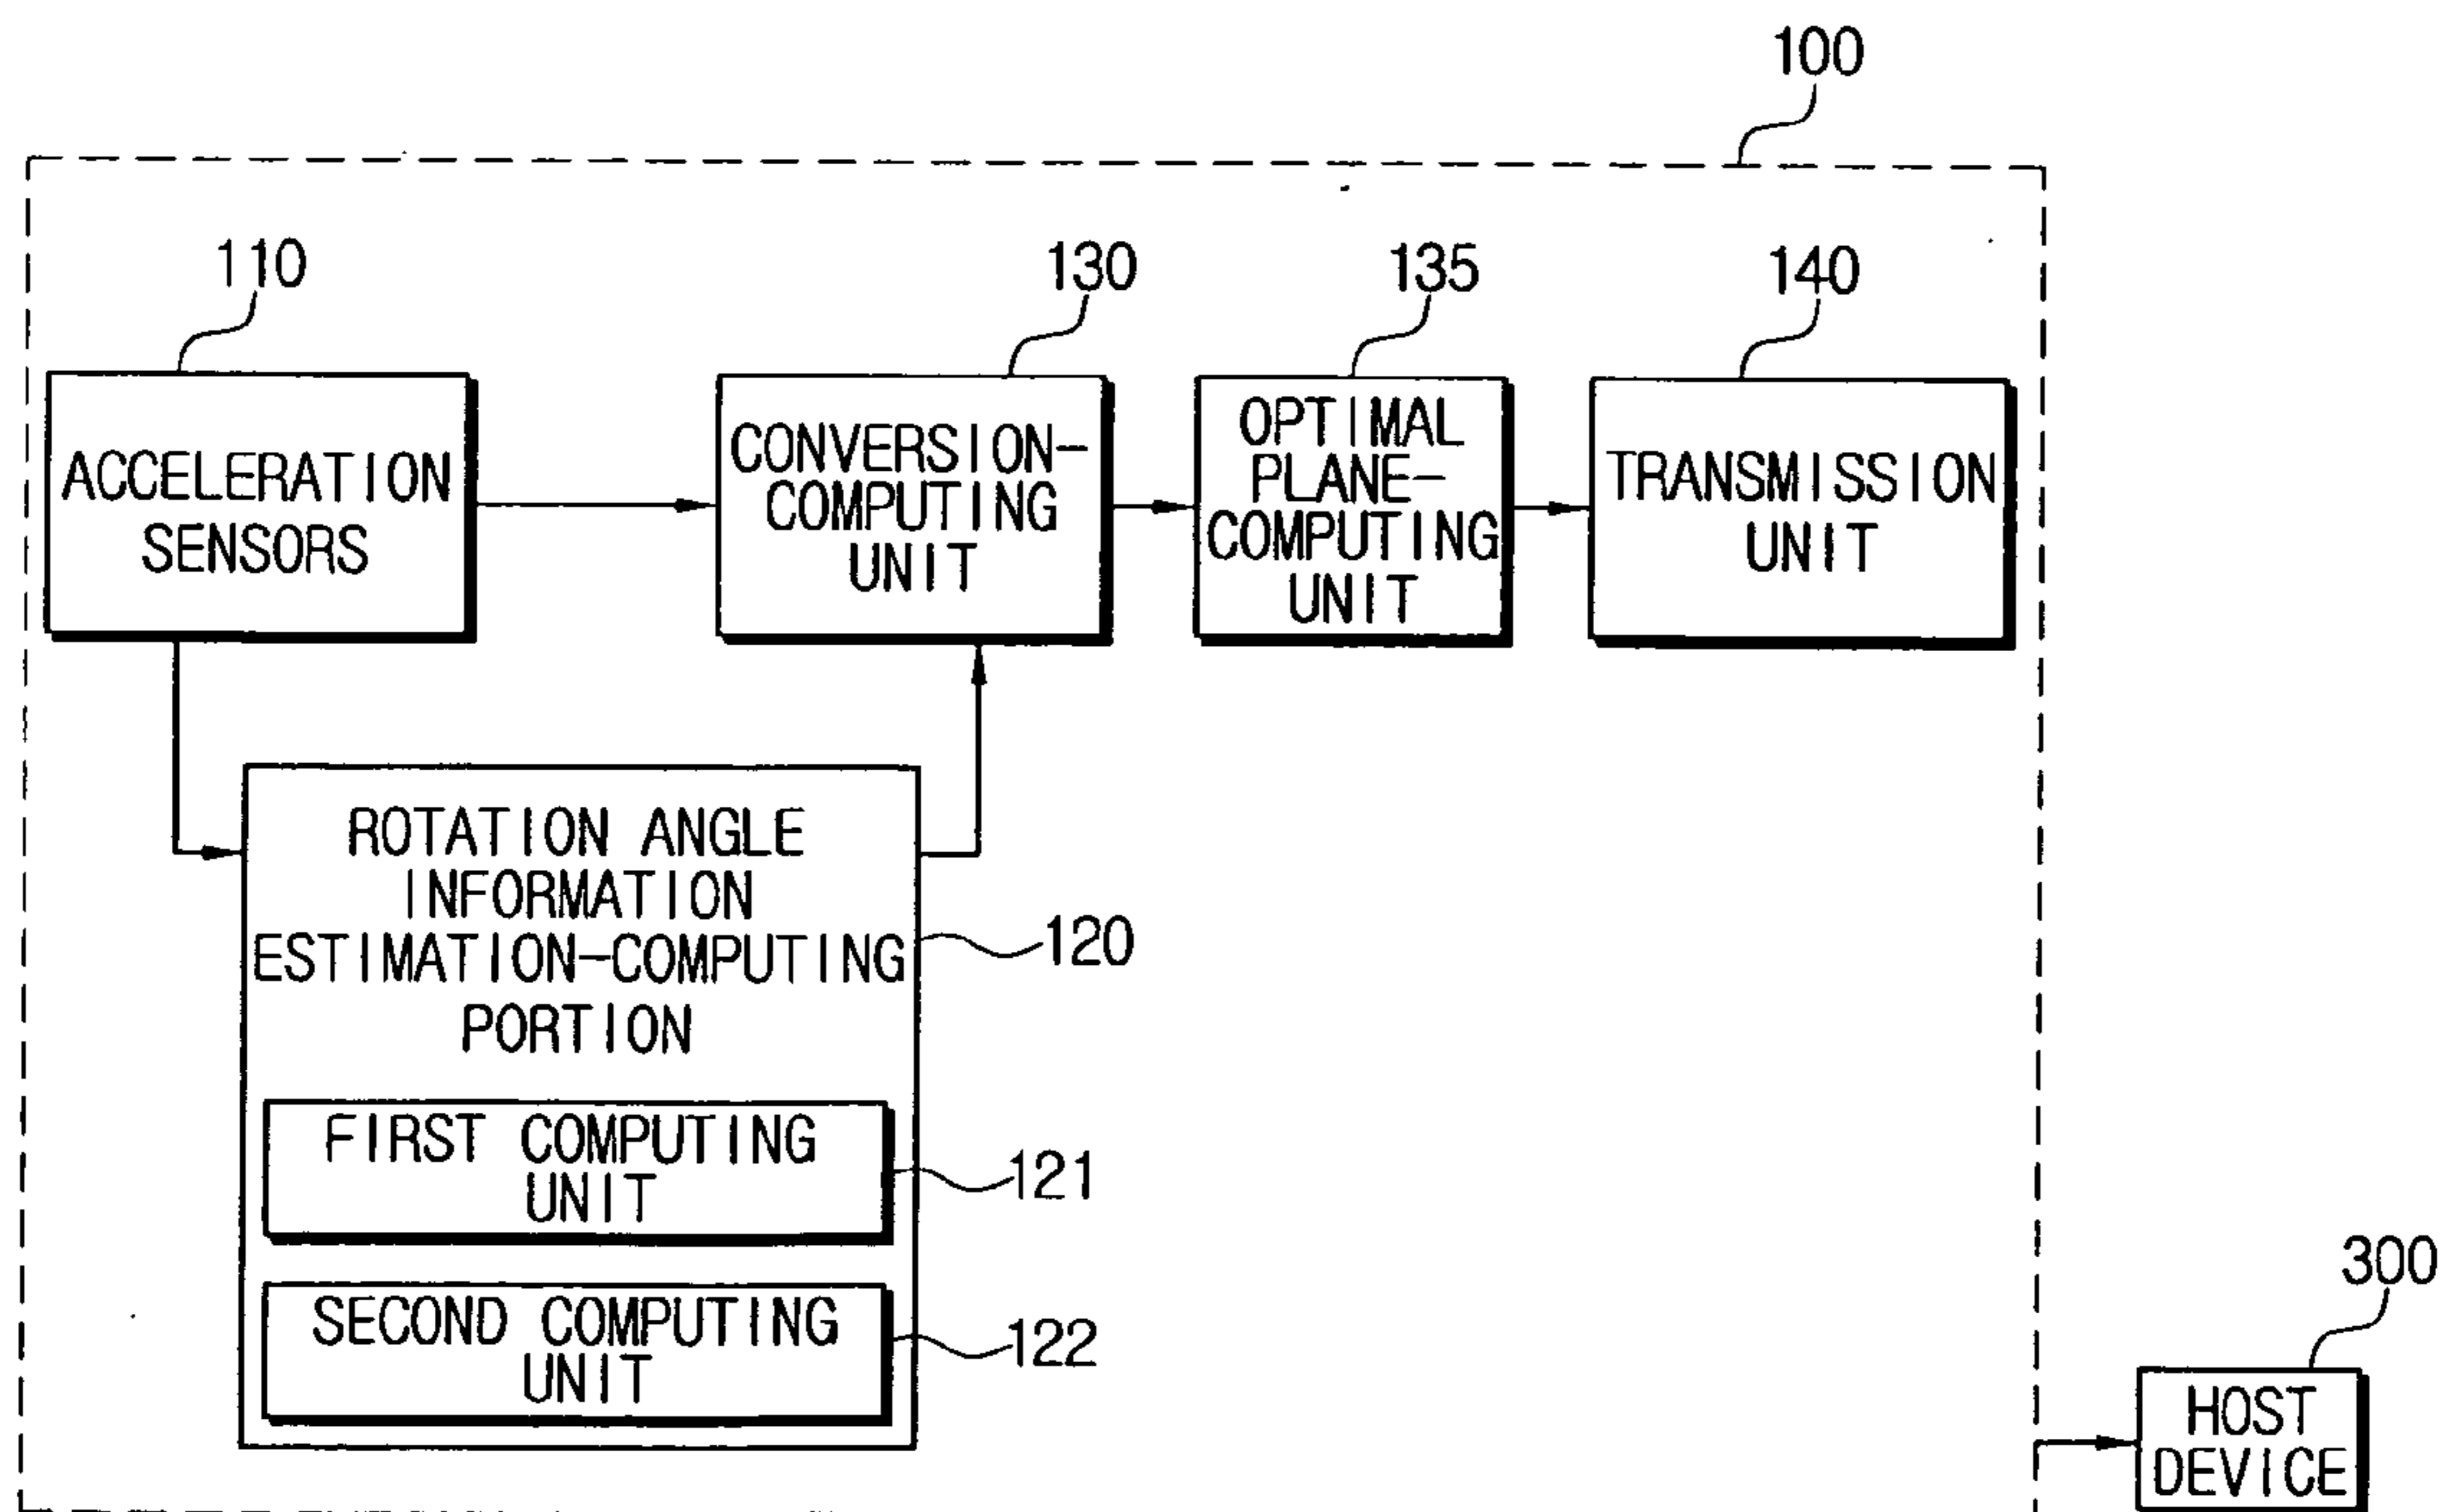 100
110
130
135
140
ACCELERATION
SENSORS
CONVERSION-
COMPUTING
UNIT
OPTIMAL
PLANE-
COMPUTING
UNIT
TRANSMISSION
UNIT
ROTATION ANGLE
INFORMATION
ESTIMATION-COMPUTING
PORTION
120
FIRST COMPUTING
UNIT
121
SECOND COMPUTING
UNIT
122
300
HOST
DEVICE